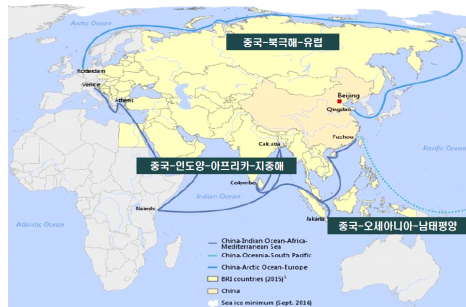 Arctic Ocean
중국-북극해-유럽
Rotterdam
Venice
Athens
Beijing
Qingdao
Fuzhou
Pacific Ocean
Calcutta
중국-인도양-아프리카-지중해
Colombo
Indian Ocean
Nairobi
Jakarta
중국-오세아니아-남태평양
Atlantic Ocean
China-Indian Ocean-Africa-
Mediterranean Sea
China-Oceania-South Pacific
China-Arctic Ocean-Europe
BRI countries (2015)
China
Sea ice minimum (Sept. 2016)